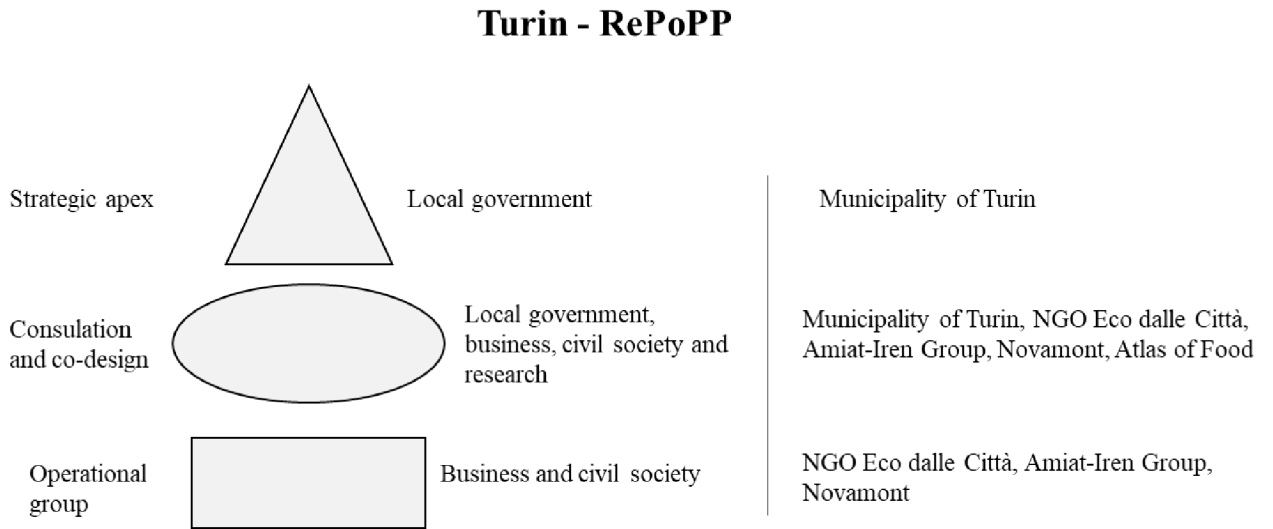 Turin - RePoPP
Strategic apex
Local government
Municipality of Turin
Consulation
and co-design
Local government,
business, civil society and
research
Municipality of Turin, NGO Eco dalle Città,
Amiat-Iren Group, Novamont, Atlas of Food
Operational
group
Business and civil society
NGO Eco dalle Città, Amiat-Iren Group,
Novamont